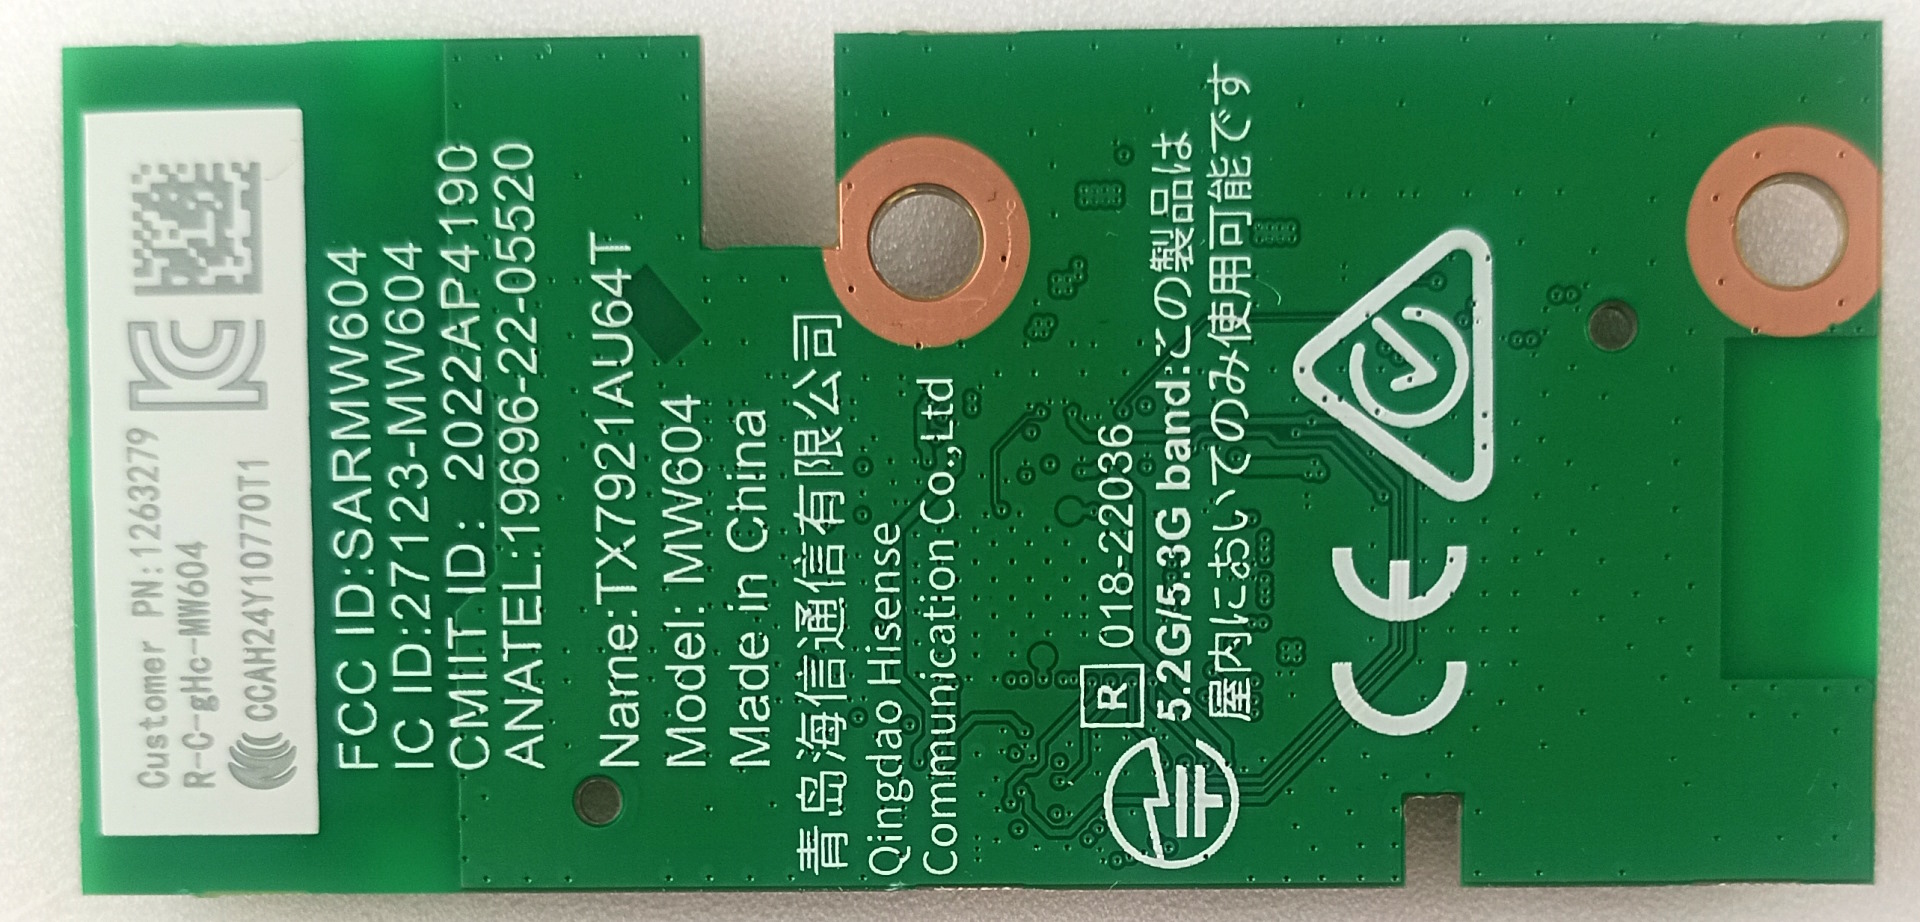 Customer PN:1263279
R-C-gHc-MW604
CCAH24Y10770T1
FCC ID:SARMW604
IC ID:27123-MW604
CMIIT ID: 2022AP4190
ANATEL:19696-22-05520
Name:TX7921AU64T
Model: MW604
Made in China
青岛海信通信有限公司
Qingdao Hisense
Communication Co.,Ltd
R 018-22036
5.2G/5.3G band:この製品は
屋内においてのみ使用可能です
CE